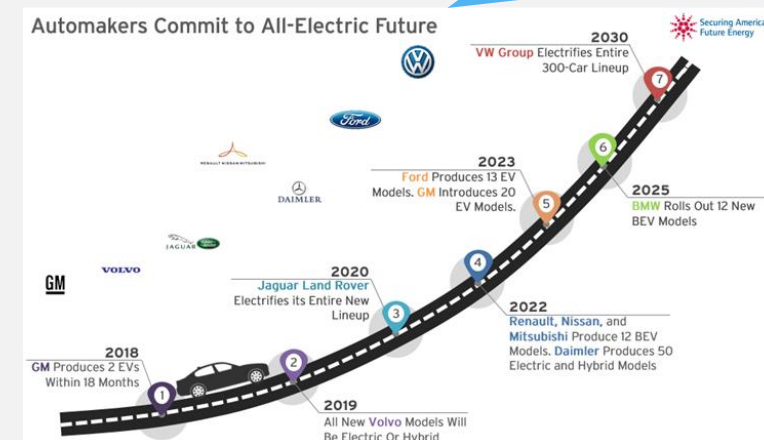 Automakers Commit to All-Electric Future
Securing America's
Future Energy
2030
VW Group Electrifies Entire
300-Car Lineup
7
Ford
6
RENAULT NISSAN MITSUBISHI
2023
Ford Produces 13 EV
Models. GM Introduces 20
EV Models.
5
2025
BMW Rolls Out 12 New
BEV Models
DAIMLER
JAGUAR
4
VOLVO
GM
2020
Jaguar Land Rover
Electrifies its Entire New
Lineup
3
2022
Renault, Nissan, and
Mitsubishi Produce 12 BEV
Models. Daimler Produces 50
Electric and Hybrid Models
2018
GM Produces 2 EVs
Within 18 Months
1
2
2019
All New Volvo Models Will
Be Electric Or Hybrid